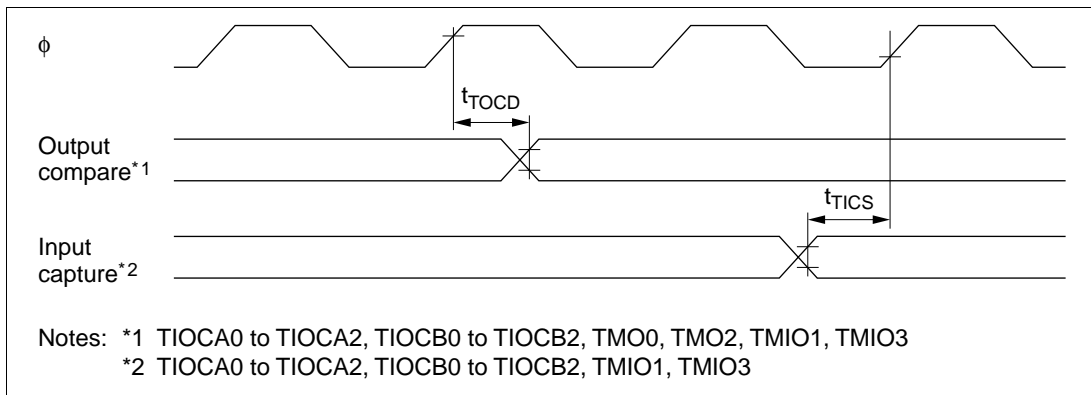 ϕ
tTOCD
Output
compare*1
tTICS
Input
capture*2
Notes: *1 TIOCA0 to TIOCA2, TIOCB0 to TIOCB2, TMO0, TMO2, TMIO1, TMIO3
*2 TIOCA0 to TIOCA2, TIOCB0 to TIOCB2, TMIO1, TMIO3